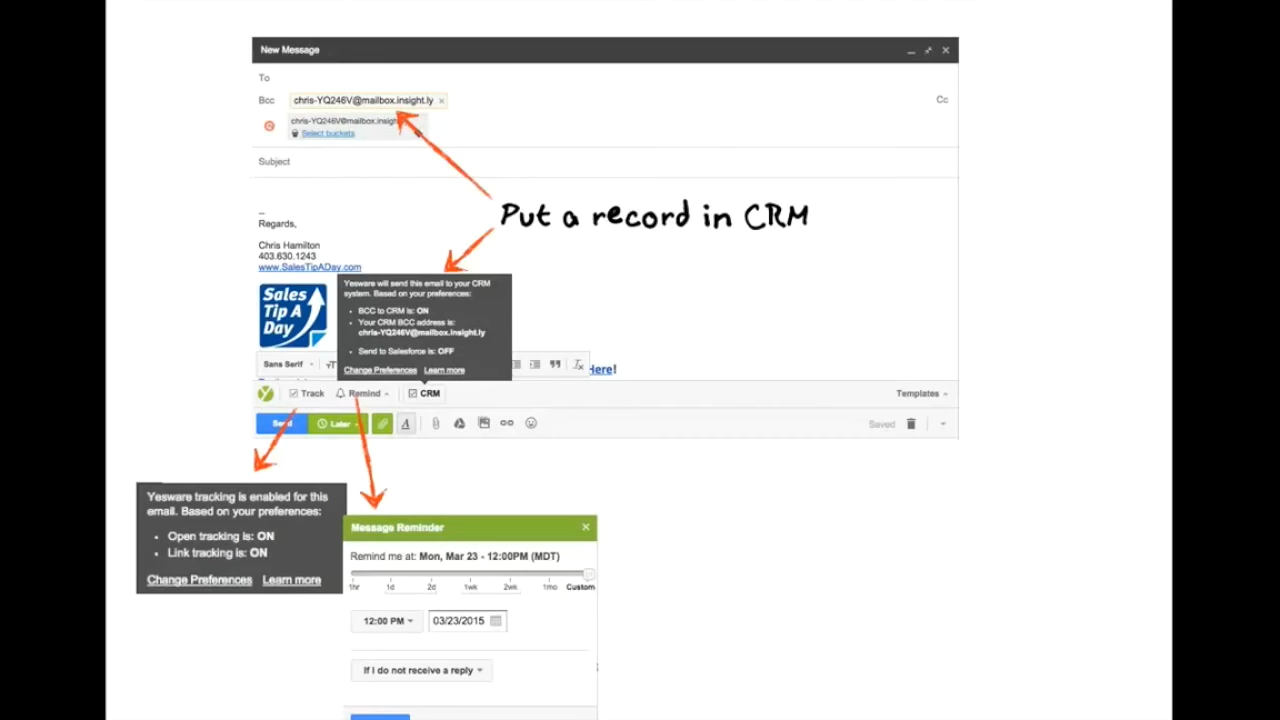 New Message
To
Bcc chris-YQ246V@mailbox.insight.ly × Cc
chris-YQ246V@mailbox.insight
Select buckets
Subject
Put a record in CRM
--
Regards,
Chris Hamilton
403.630.1243
www.SalesTipADay.com
Sales
Tip A
Day
Yesware will send this email to your CRM
system. Based on your preferences:
• BCC to CRM is: ON
• Your CRM BCC address is:
chris-YQ246V@mailbox.insight.ly
• Send to Salesforce is: OFF
Change Preferences Learn more
Sans Serif Here!
Track Remind CRM Templates
Send Later A Saved
Yesware tracking is enabled for this
email. Based on your preferences:
• Open tracking is: ON
• Link tracking is: ON
Change Preferences Learn more
Message Reminder ×
Remind me at: Mon, Mar 23 - 12:00PM (MDT)
1hr 1d 2d 1wk 2wk 1mo Custom
12:00 PM 03/23/2015
If I do not receive a reply